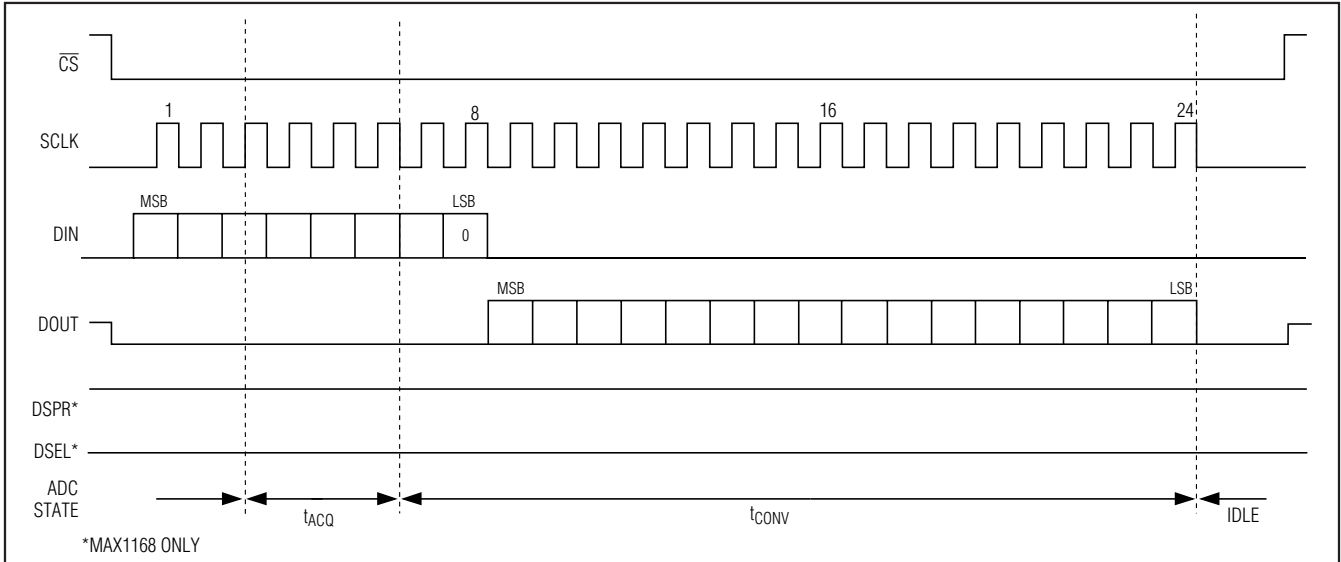 C̅S̅
1 8 16 24
SCLK
MSB LSB
DIN
0
MSB LSB
DOUT
DSPR*
DSEL*
ADC
STATE
tACQ tCONV IDLE
*MAX1168 ONLY